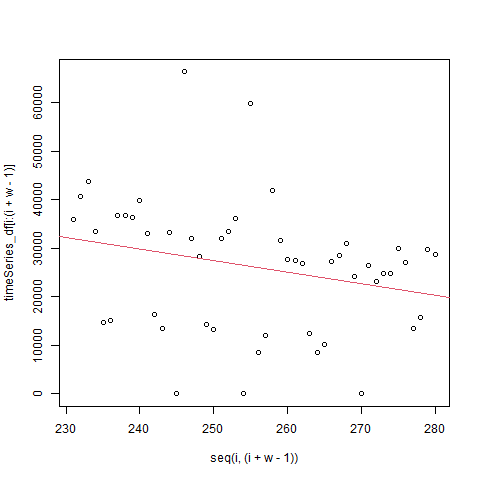 timeSeries_df[i:(i + w - 1)]
60000
50000
40000
30000
20000
10000
0
230 240 250 260 270 280
seq(i, (i + w - 1))